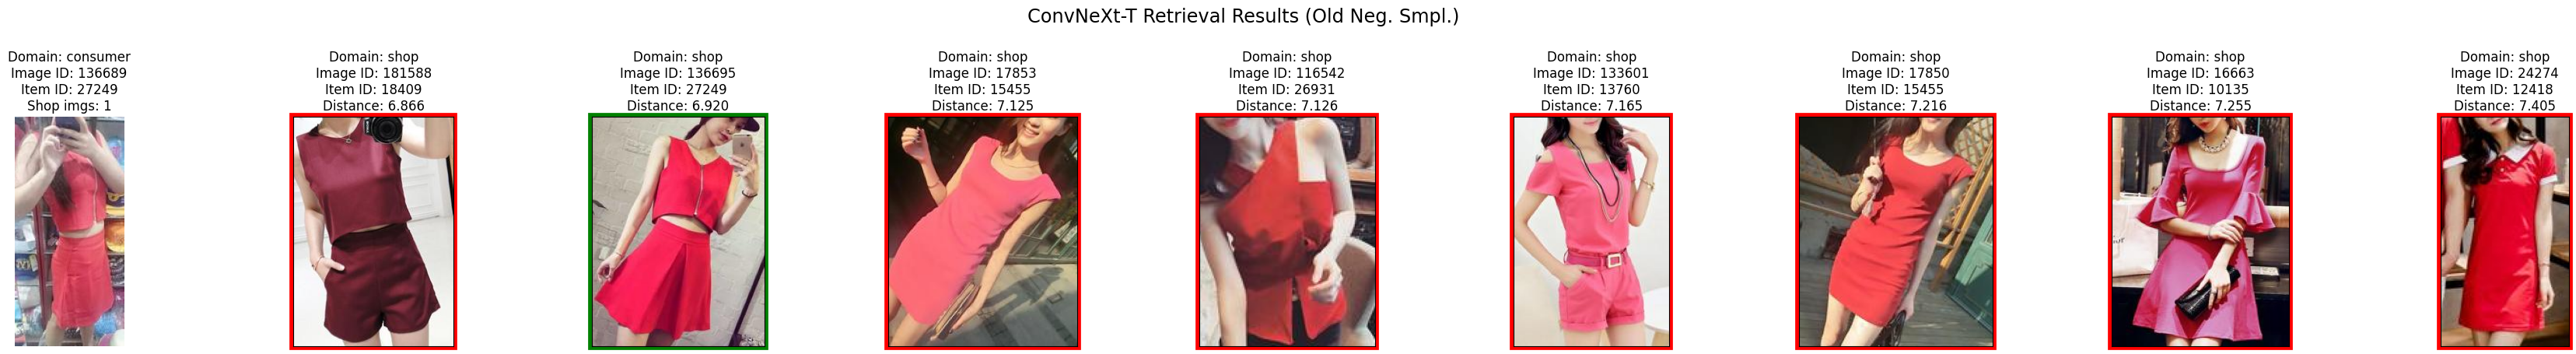 ConvNeXt-T Retrieval Results (Old Neg. Smpl.)
Domain: consumer
Image ID: 136689
Item ID: 27249
Shop imgs: 1
Domain: shop
Image ID: 181588
Item ID: 18409
Distance: 6.866
Domain: shop
Image ID: 136695
Item ID: 27249
Distance: 6.920
Domain: shop
Image ID: 17853
Item ID: 15455
Distance: 7.125
Domain: shop
Image ID: 116542
Item ID: 26931
Distance: 7.126
Domain: shop
Image ID: 133601
Item ID: 13760
Distance: 7.165
Domain: shop
Image ID: 17850
Item ID: 15455
Distance: 7.216
Domain: shop
Image ID: 16663
Item ID: 10135
Distance: 7.255
Domain: shop
Image ID: 24274
Item ID: 12418
Distance: 7.405